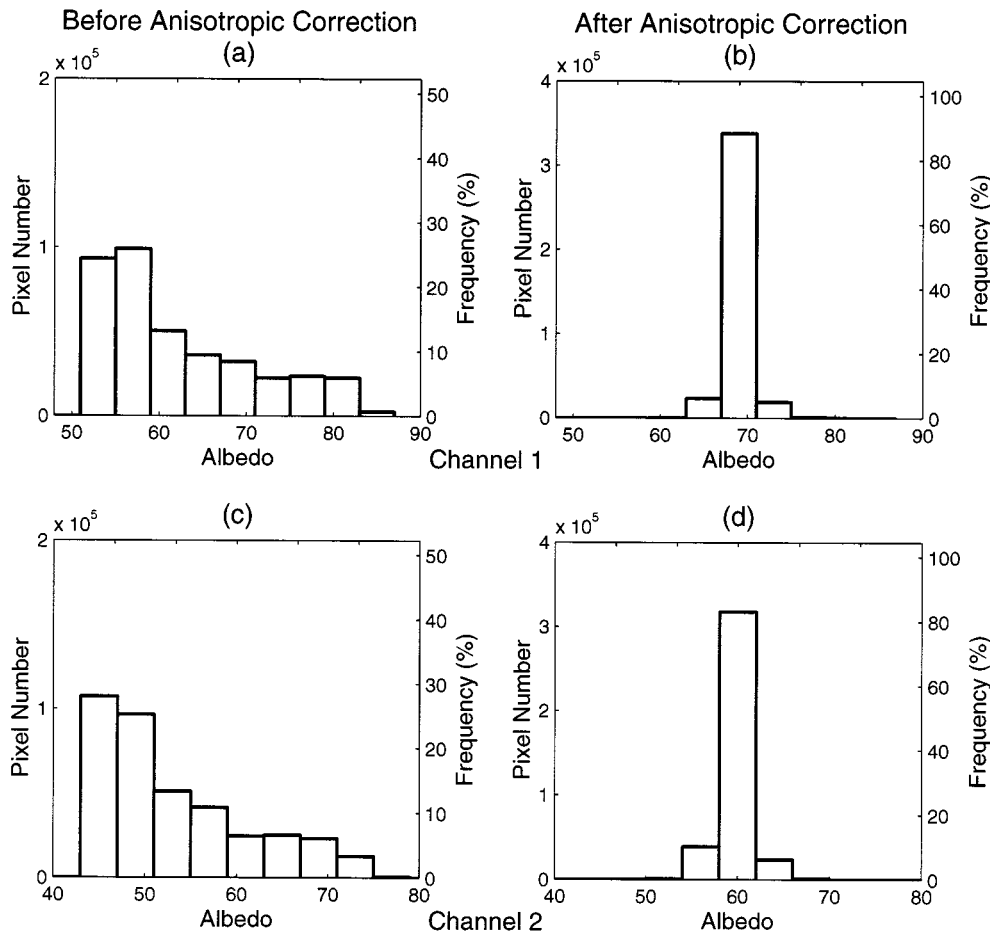 Before Anisotropic Correction
After Anisotropic Correction
(a)
x 10^5
2
1
0
Pixel Number
50
40
30
20
10
0
Frequency (%)
50 60 70 80 90
Albedo
(b)
x 10^5
4
3
2
1
0
Pixel Number
100
80
60
40
20
0
Frequency (%)
50 60 70 80 90
Albedo
Channel 1
(c)
x 10^5
2
1
0
Pixel Number
50
40
30
20
10
0
Frequency (%)
40 50 60 70 80
Albedo
(d)
x 10^5
4
3
2
1
0
Pixel Number
100
80
60
40
20
0
Frequency (%)
40 50 60 70 80
Albedo
Channel 2